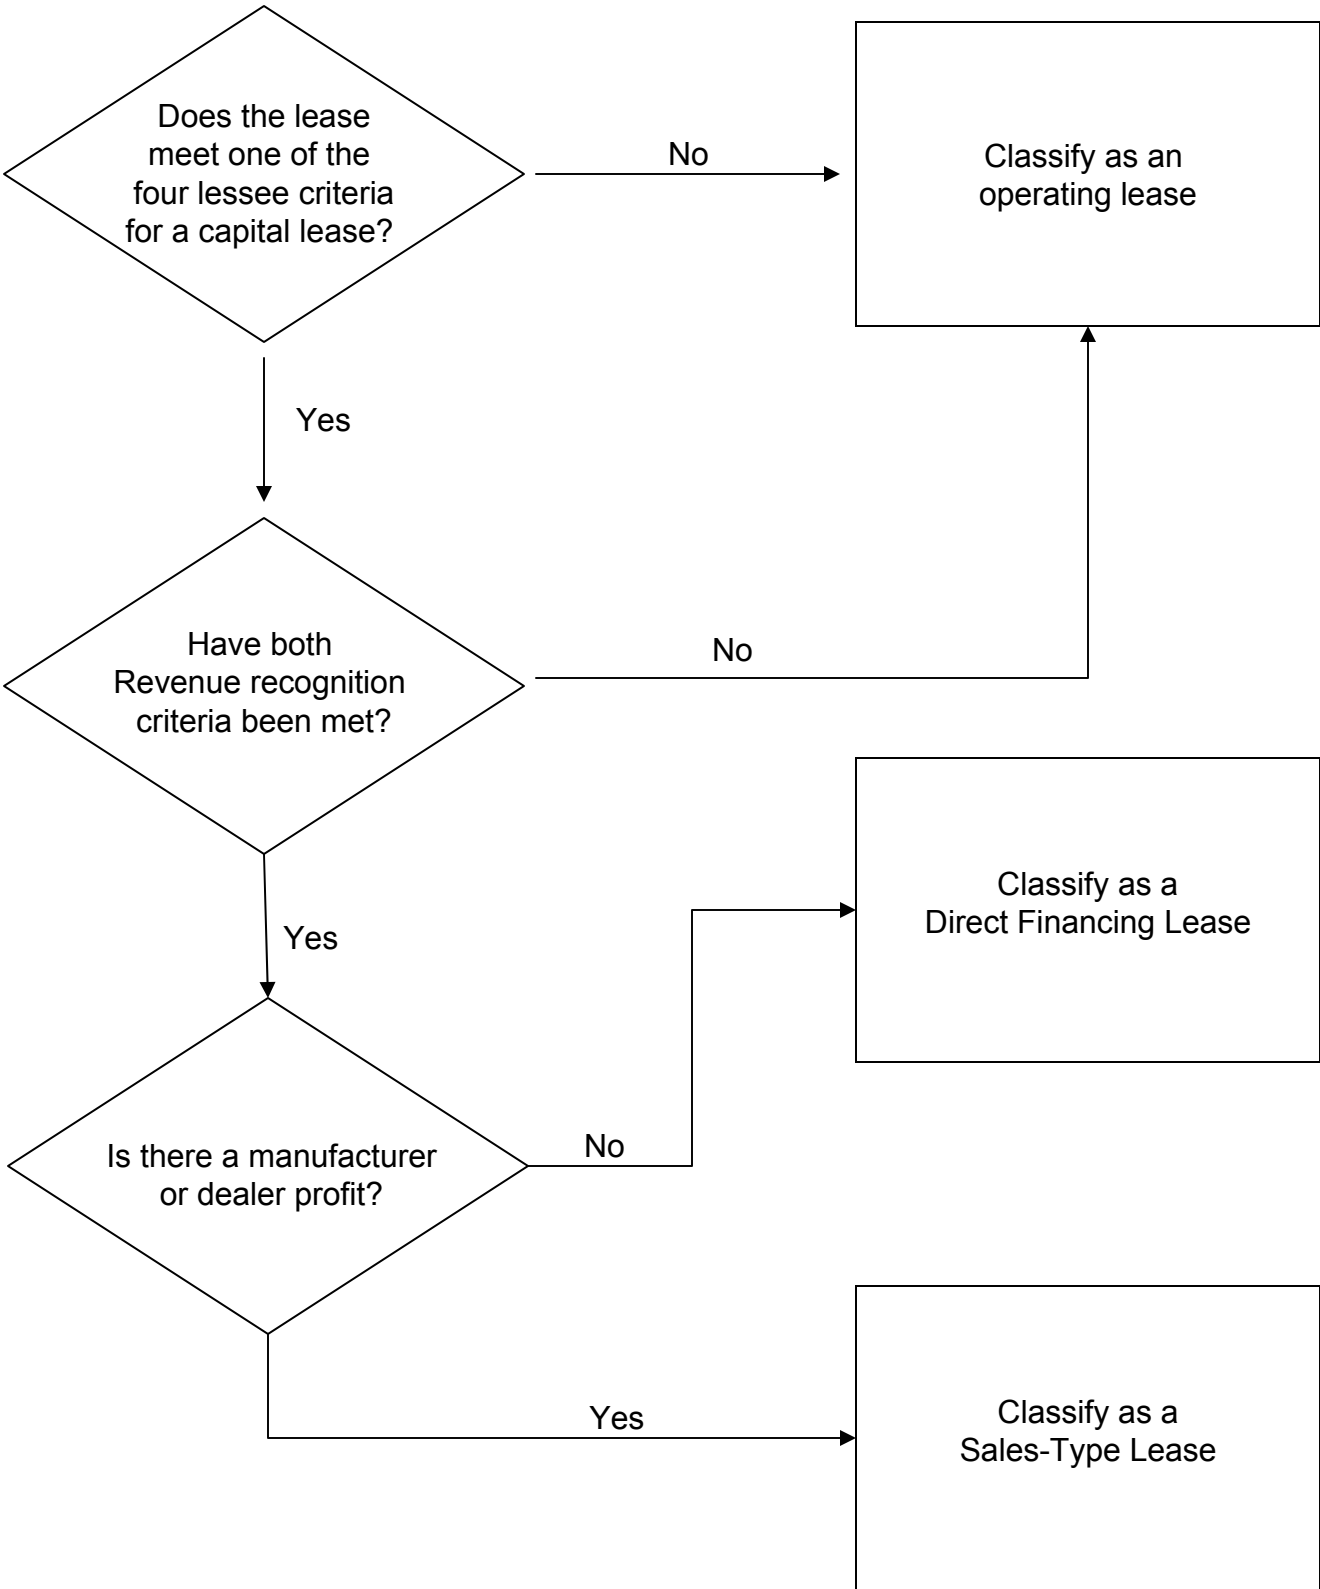 Does the lease
meet one of the
four lessee criteria
for a capital lease?
No
Classify as an
operating lease
Yes
Have both
Revenue recognition
criteria been met?
No
Yes
Classify as a
Direct Financing Lease
Is there a manufacturer
or dealer profit?
No
Yes
Classify as a
Sales-Type Lease